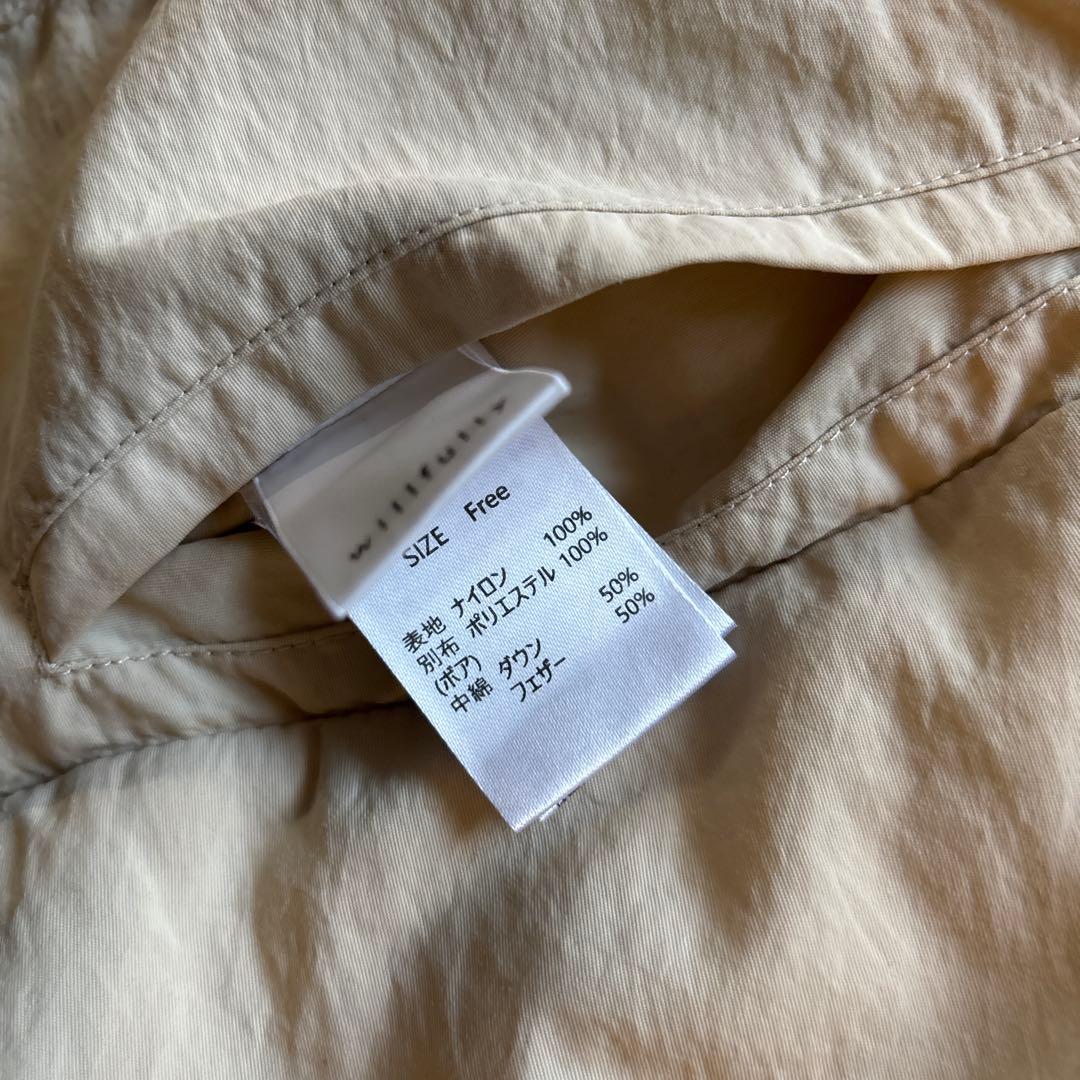 willfully
SIZE Free
表地 ナイロン 100%
別布 ポリエステル 100%
(ボア)
中綿 ダウン 50%
フェザー 50%